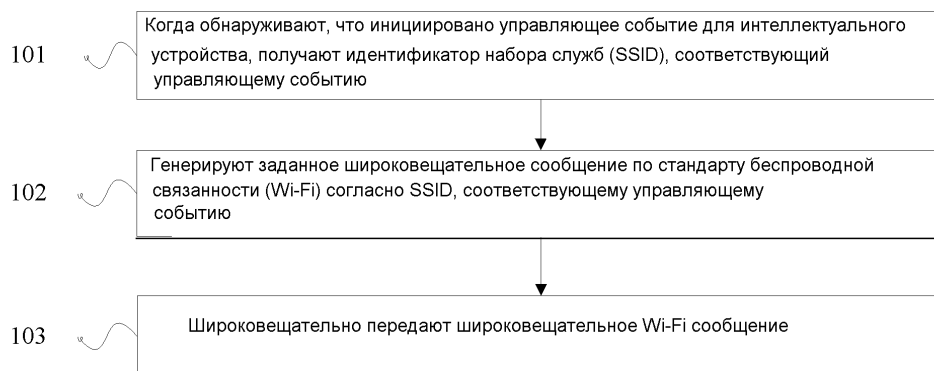 Когда обнаруживают, что инициировано управляющее событие для интеллектуального
101
устройства, получают идентификатор набора служб (SSID), соответствующий
управляющему событию
Генерируют заданное широковещательное сообщение по стандарту беспроводной
102
связанности (Wi-Fi) согласно SSID, соответствующему управляющему
событию
103
Широковещательно передают широковещательное Wi-Fi сообщение